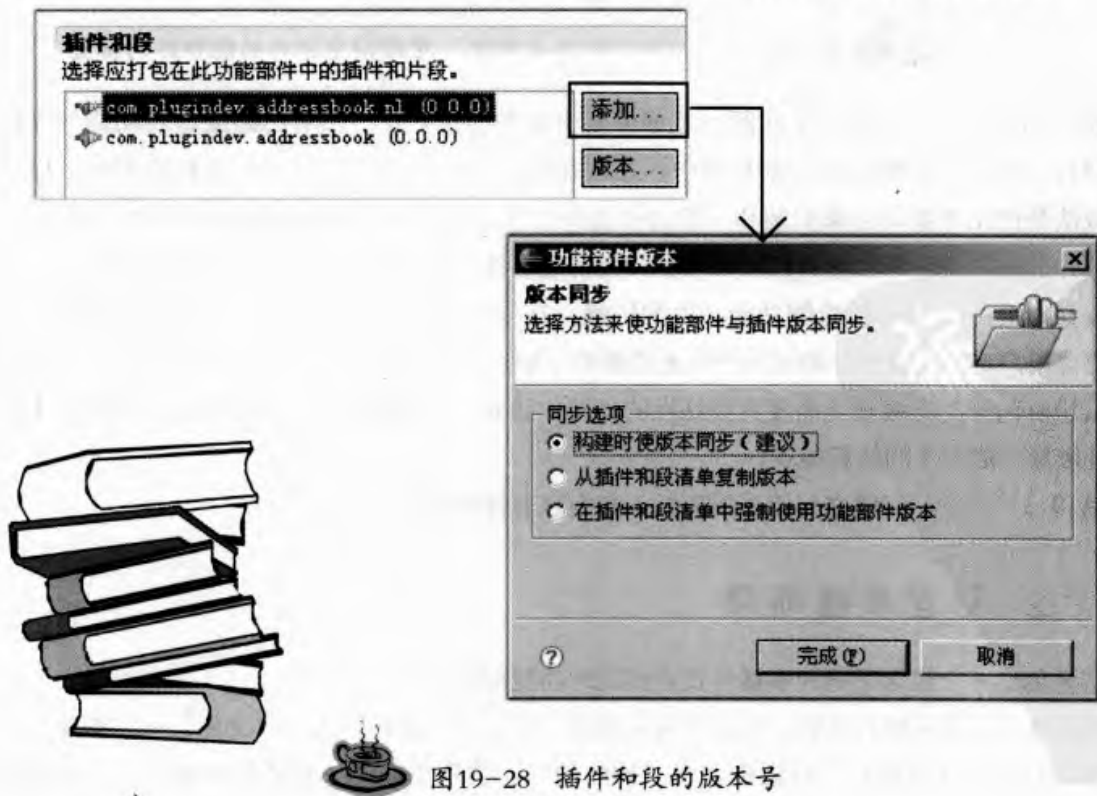 插件和段
选择应打包在此功能部件中的插件和片段。
com.plugindev.addressbook.nl (0.0.0)
com.plugindev.addressbook (0.0.0)
添加...
版本...
功能部件版本
版本同步
选择方法来使功能部件与插件版本同步。
同步选项
构建时使版本同步(建议)
从插件和段清单复制版本
在插件和段清单中强制使用功能部件版本
?
完成(F)
取消
图19-28 插件和段的版本号